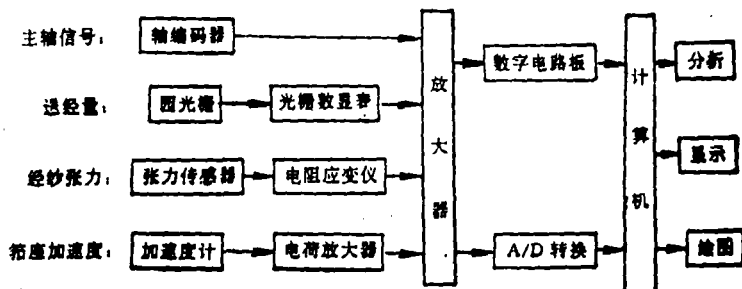 主轴信号： 轴编码器
数字电路板
分析
送经量： 园光栅 光栅数显表
放大器
计算机
显示
经纱张力： 张力传感器 电阻应变仪
筘座加速度： 加速度计 电荷放大器
A/D 转换
绘图